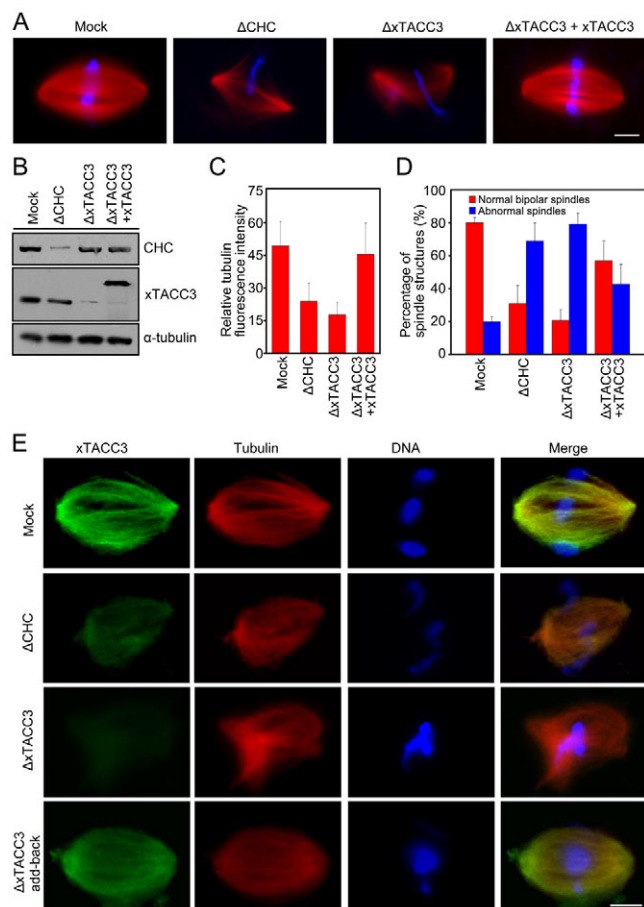 A
Mock
ΔCHC
ΔxTACC3
ΔxTACC3 + xTACC3
B
Mock
ΔCHC
ΔxTACC3
ΔxTACC3
+xTACC3
CHC
xTACC3
α-tubulin
C
Relative tubulin
fluorescence intensity
75
60
45
30
15
0
Mock
ΔCHC
ΔxTACC3
ΔxTACC3
+xTACC3
D
Percentage of
spindle structures (%)
100
80
60
40
20
0
Normal bipolar spindles
Abnormal spindles
Mock
ΔCHC
ΔxTACC3
ΔxTACC3
+xTACC3
E
xTACC3
Tubulin
DNA
Merge
Mock
ΔCHC
ΔxTACC3
ΔxTACC3
add-back